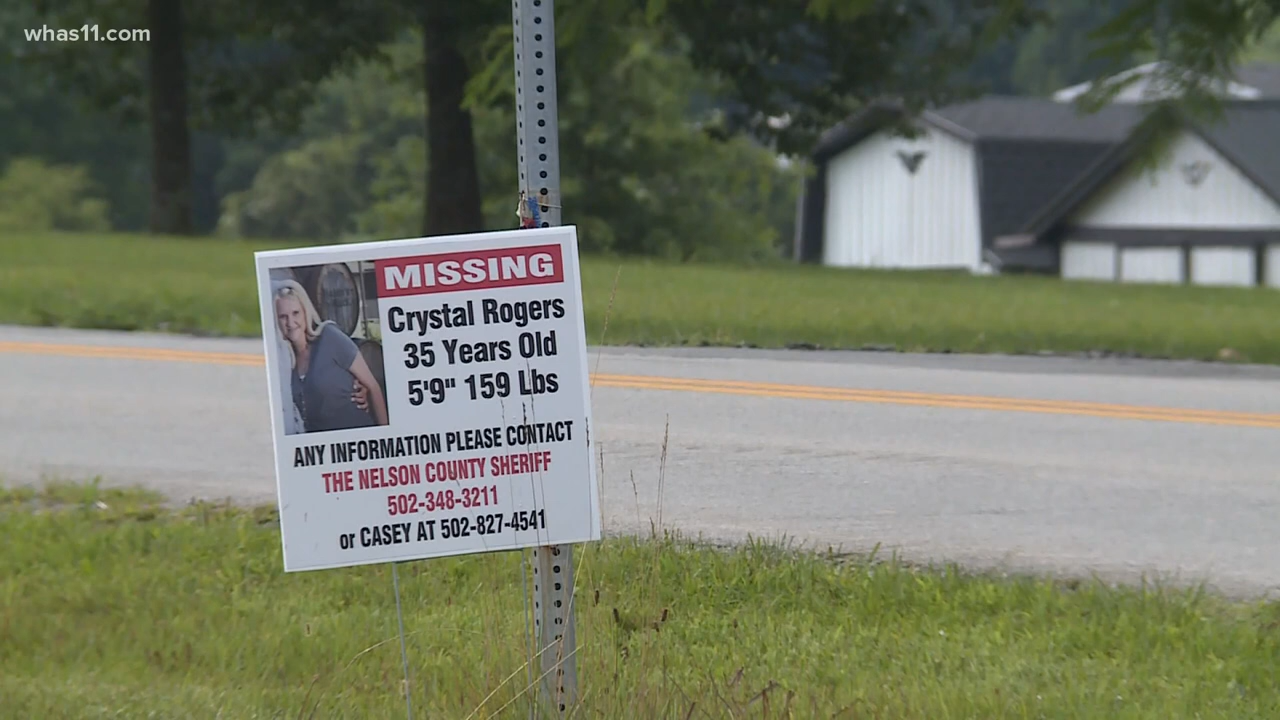 whas11.com
MISSING
Crystal Rogers
35 Years Old
5'9" 159 Lbs
ANY INFORMATION PLEASE CONTACT
THE NELSON COUNTY SHERIFF
502-348-3211
or CASEY AT 502-827-4541